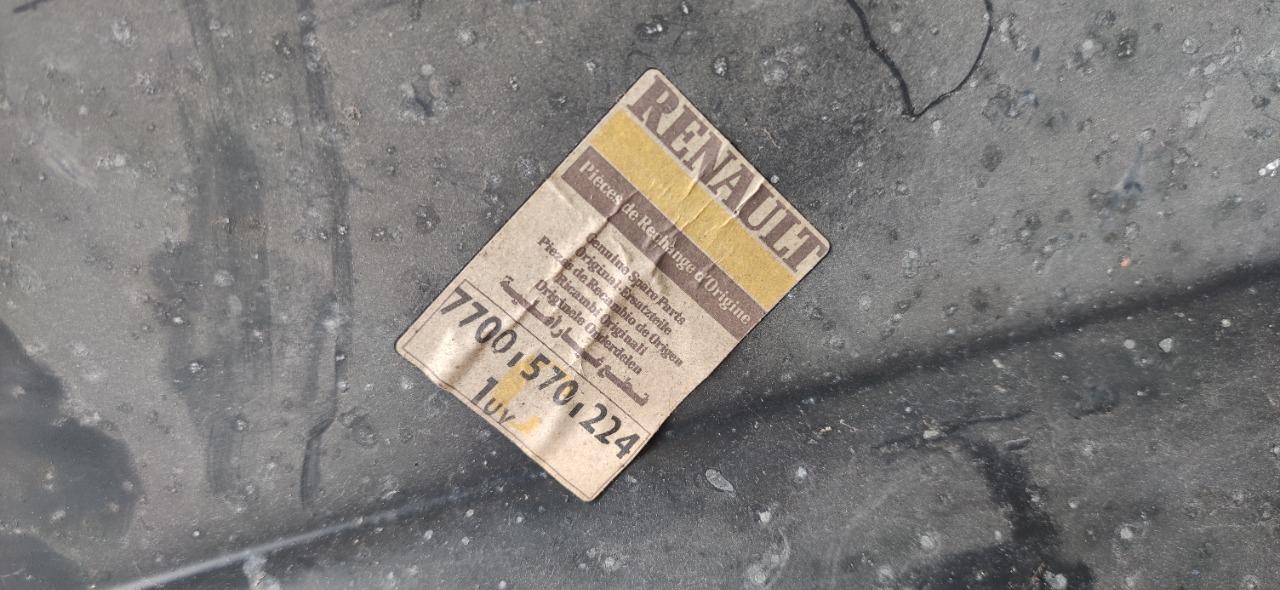 RENAULT
Pièces de Rechange d'Origine
Genuine Spare Parts
Original-Ersatzteile
Piezas de Recambio de Origen
Ricambi Originali
Originele Onderdelen
7700.570.224
1UV